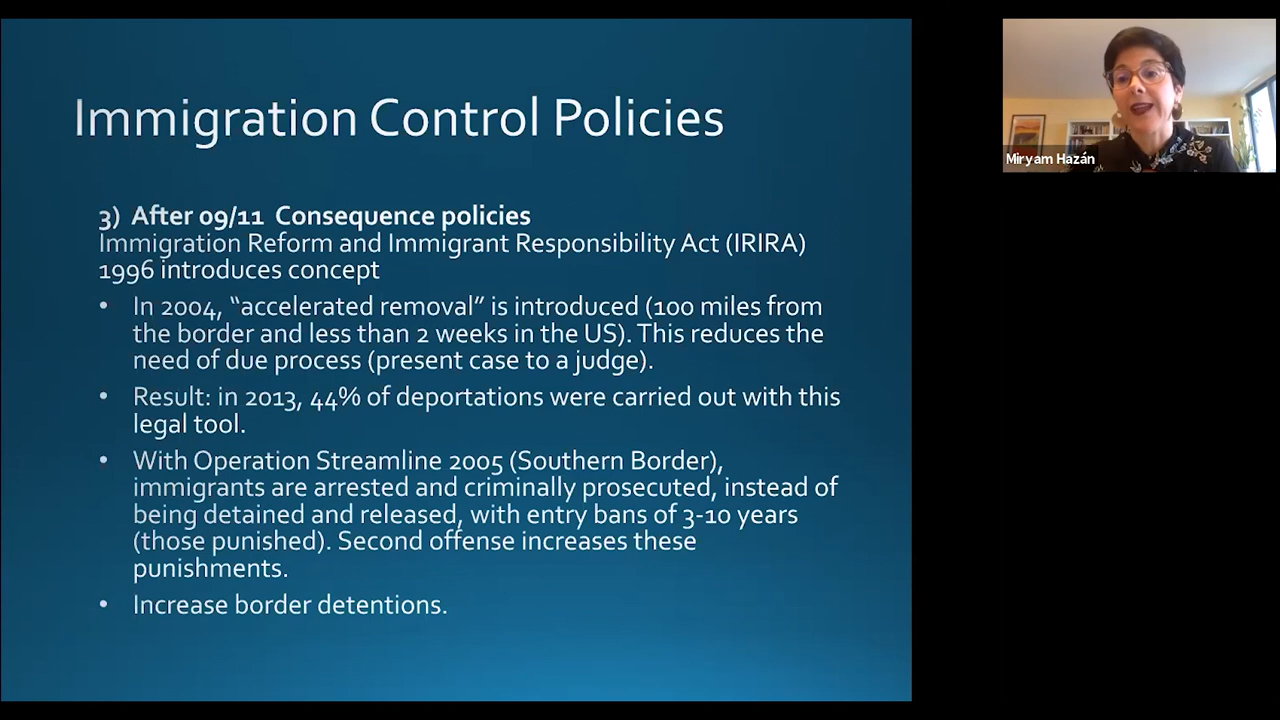 Immigration Control Policies
3) After 09/11 Consequence policies
Immigration Reform and Immigrant Responsibility Act (IRIRA)
1996 introduces concept
• In 2004, “accelerated removal” is introduced (100 miles from
the border and less than 2 weeks in the US). This reduces the
need of due process (present case to a judge).
• Result: in 2013, 44% of deportations were carried out with this
legal tool.
• With Operation Streamline 2005 (Southern Border),
immigrants are arrested and criminally prosecuted, instead of
being detained and released, with entry bans of 3-10 years
(those punished). Second offense increases these
punishments.
• Increase border detentions.
Miryam Hazán